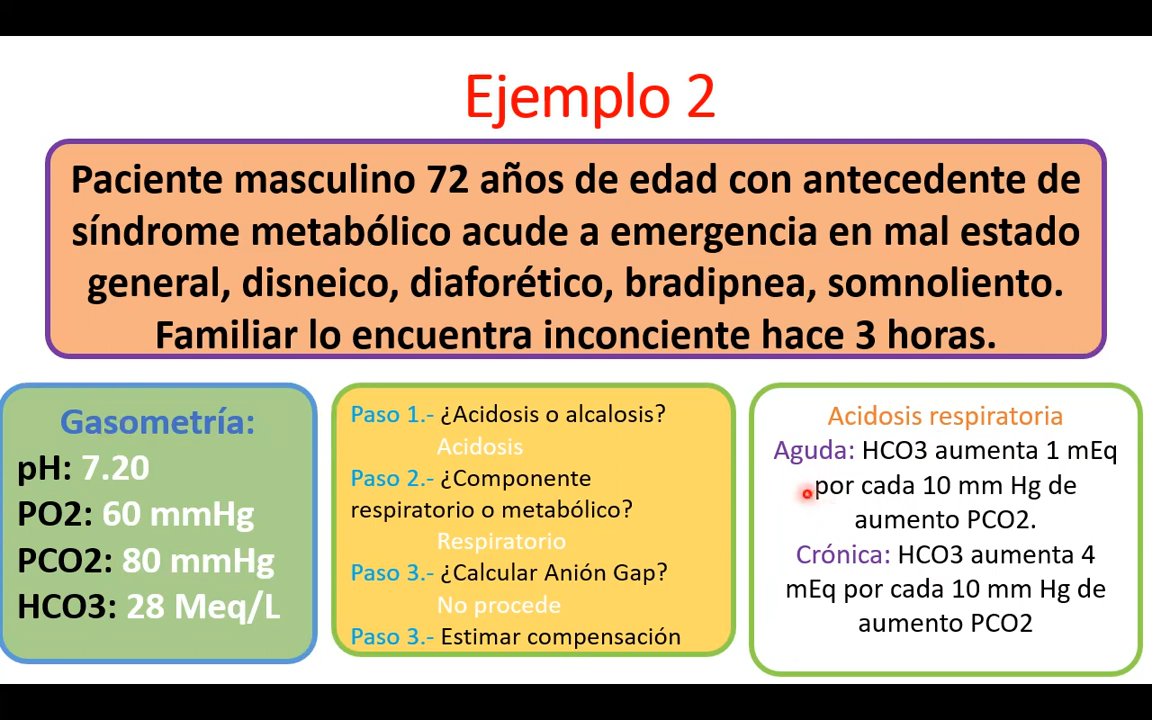 Ejemplo 2
Paciente masculino 72 años de edad con antecedente de
síndrome metabólico acude a emergencia en mal estado
general, disneico, diaforético, bradipnea, somnoliento.
Familiar lo encuentra inconciente hace 3 horas.
Gasometría:
pH: 7.20
PO2: 60 mmHg
PCO2: 80 mmHg
HCO3: 28 Meq/L
Paso 1.- ¿Acidosis o alcalosis?
Acidosis
Paso 2.- ¿Componente
respiratorio o metabólico?
Respiratorio
Paso 3.- ¿Calcular Anión Gap?
No procede
Paso 3.- Estimar compensación
Acidosis respiratoria
Aguda: HCO3 aumenta 1 mEq
por cada 10 mm Hg de
aumento PCO2.
Crónica: HCO3 aumenta 4
mEq por cada 10 mm Hg de
aumento PCO2